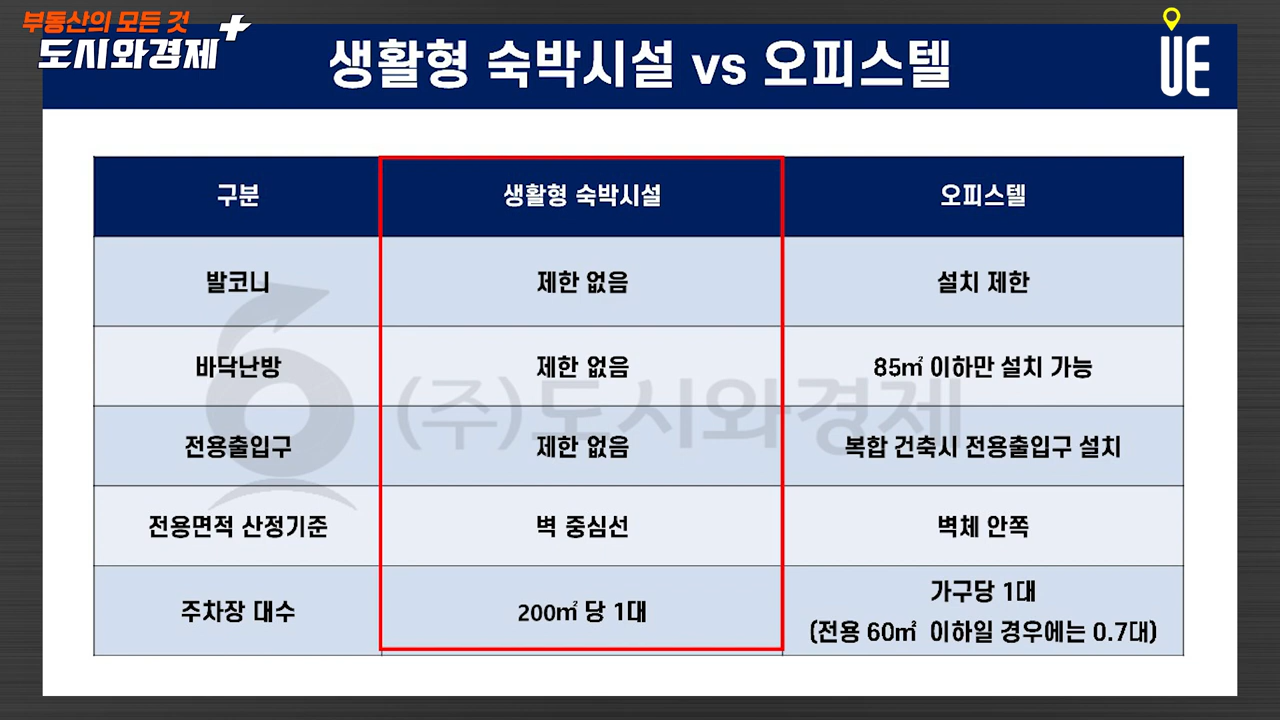 부동산의 모든 것
도시와경제
생활형 숙박시설 vs 오피스텔
UE
구분 생활형 숙박시설 오피스텔
발코니 제한 없음 설치 제한
바닥난방 제한 없음 85㎡ 이하만 설치 가능
전용출입구 제한 없음 복합 건축시 전용출입구 설치
(주)도시와경제
전용면적 산정기준 벽 중심선 벽체 안쪽
주차장 대수 200㎡ 당 1대 가구당 1대
(전용 60㎡ 이하일 경우에는 0.7대)